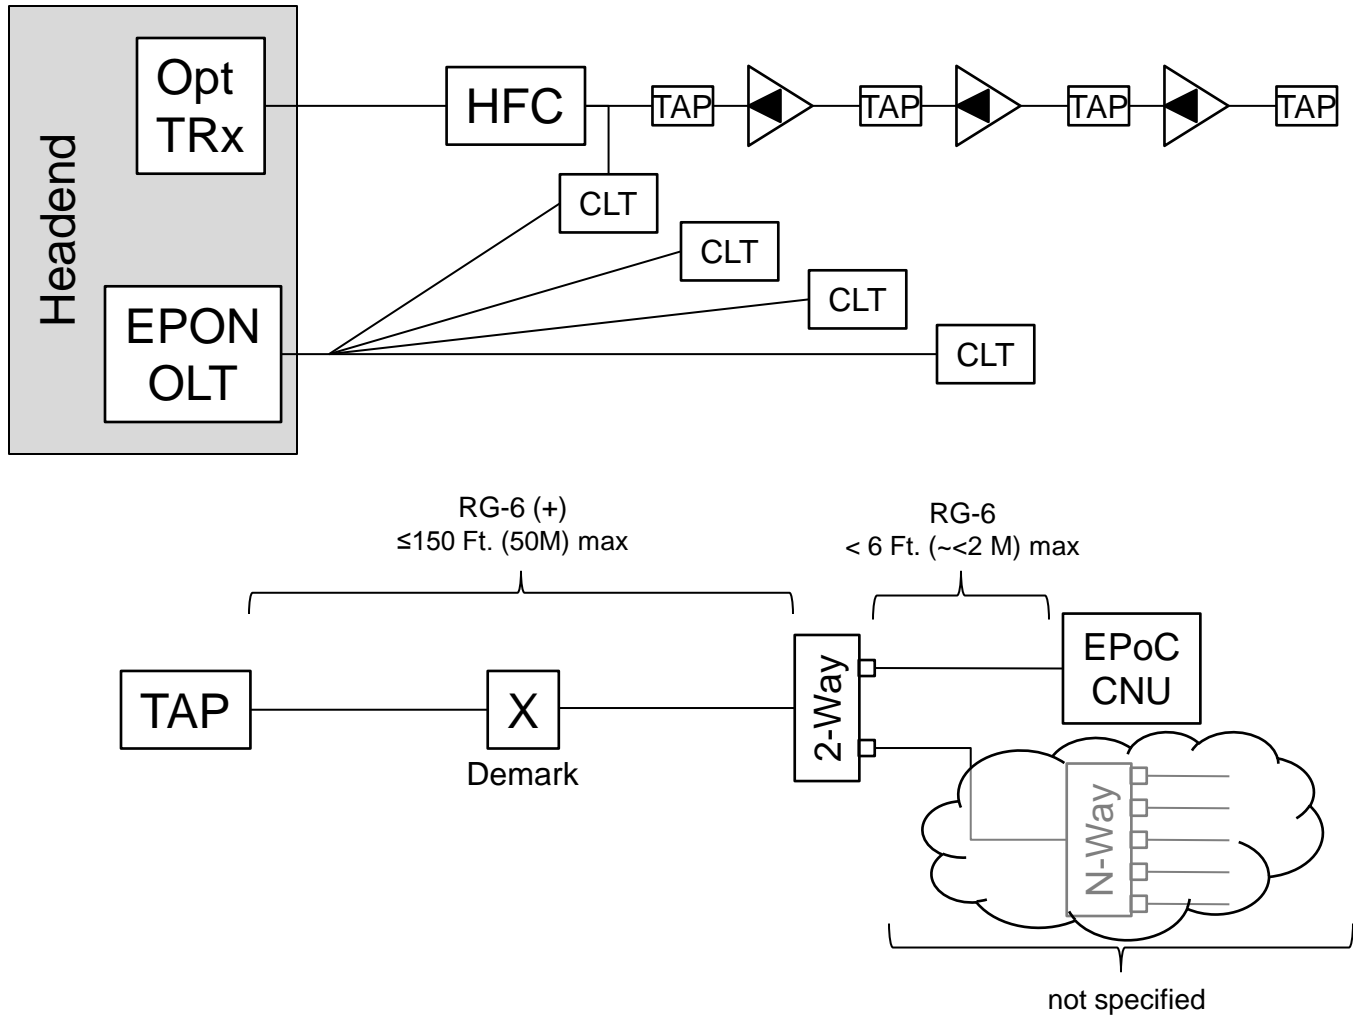 Headend
Opt
TRx
HFC
TAP
TAP
TAP
TAP
CLT
CLT
CLT
CLT
EPON
OLT
RG-6 (+)
≤150 Ft. (50M) max
RG-6
< 6 Ft. (~<2 M) max
TAP
X
Demark
2-Way
EPoC
CNU
N-Way
not specified